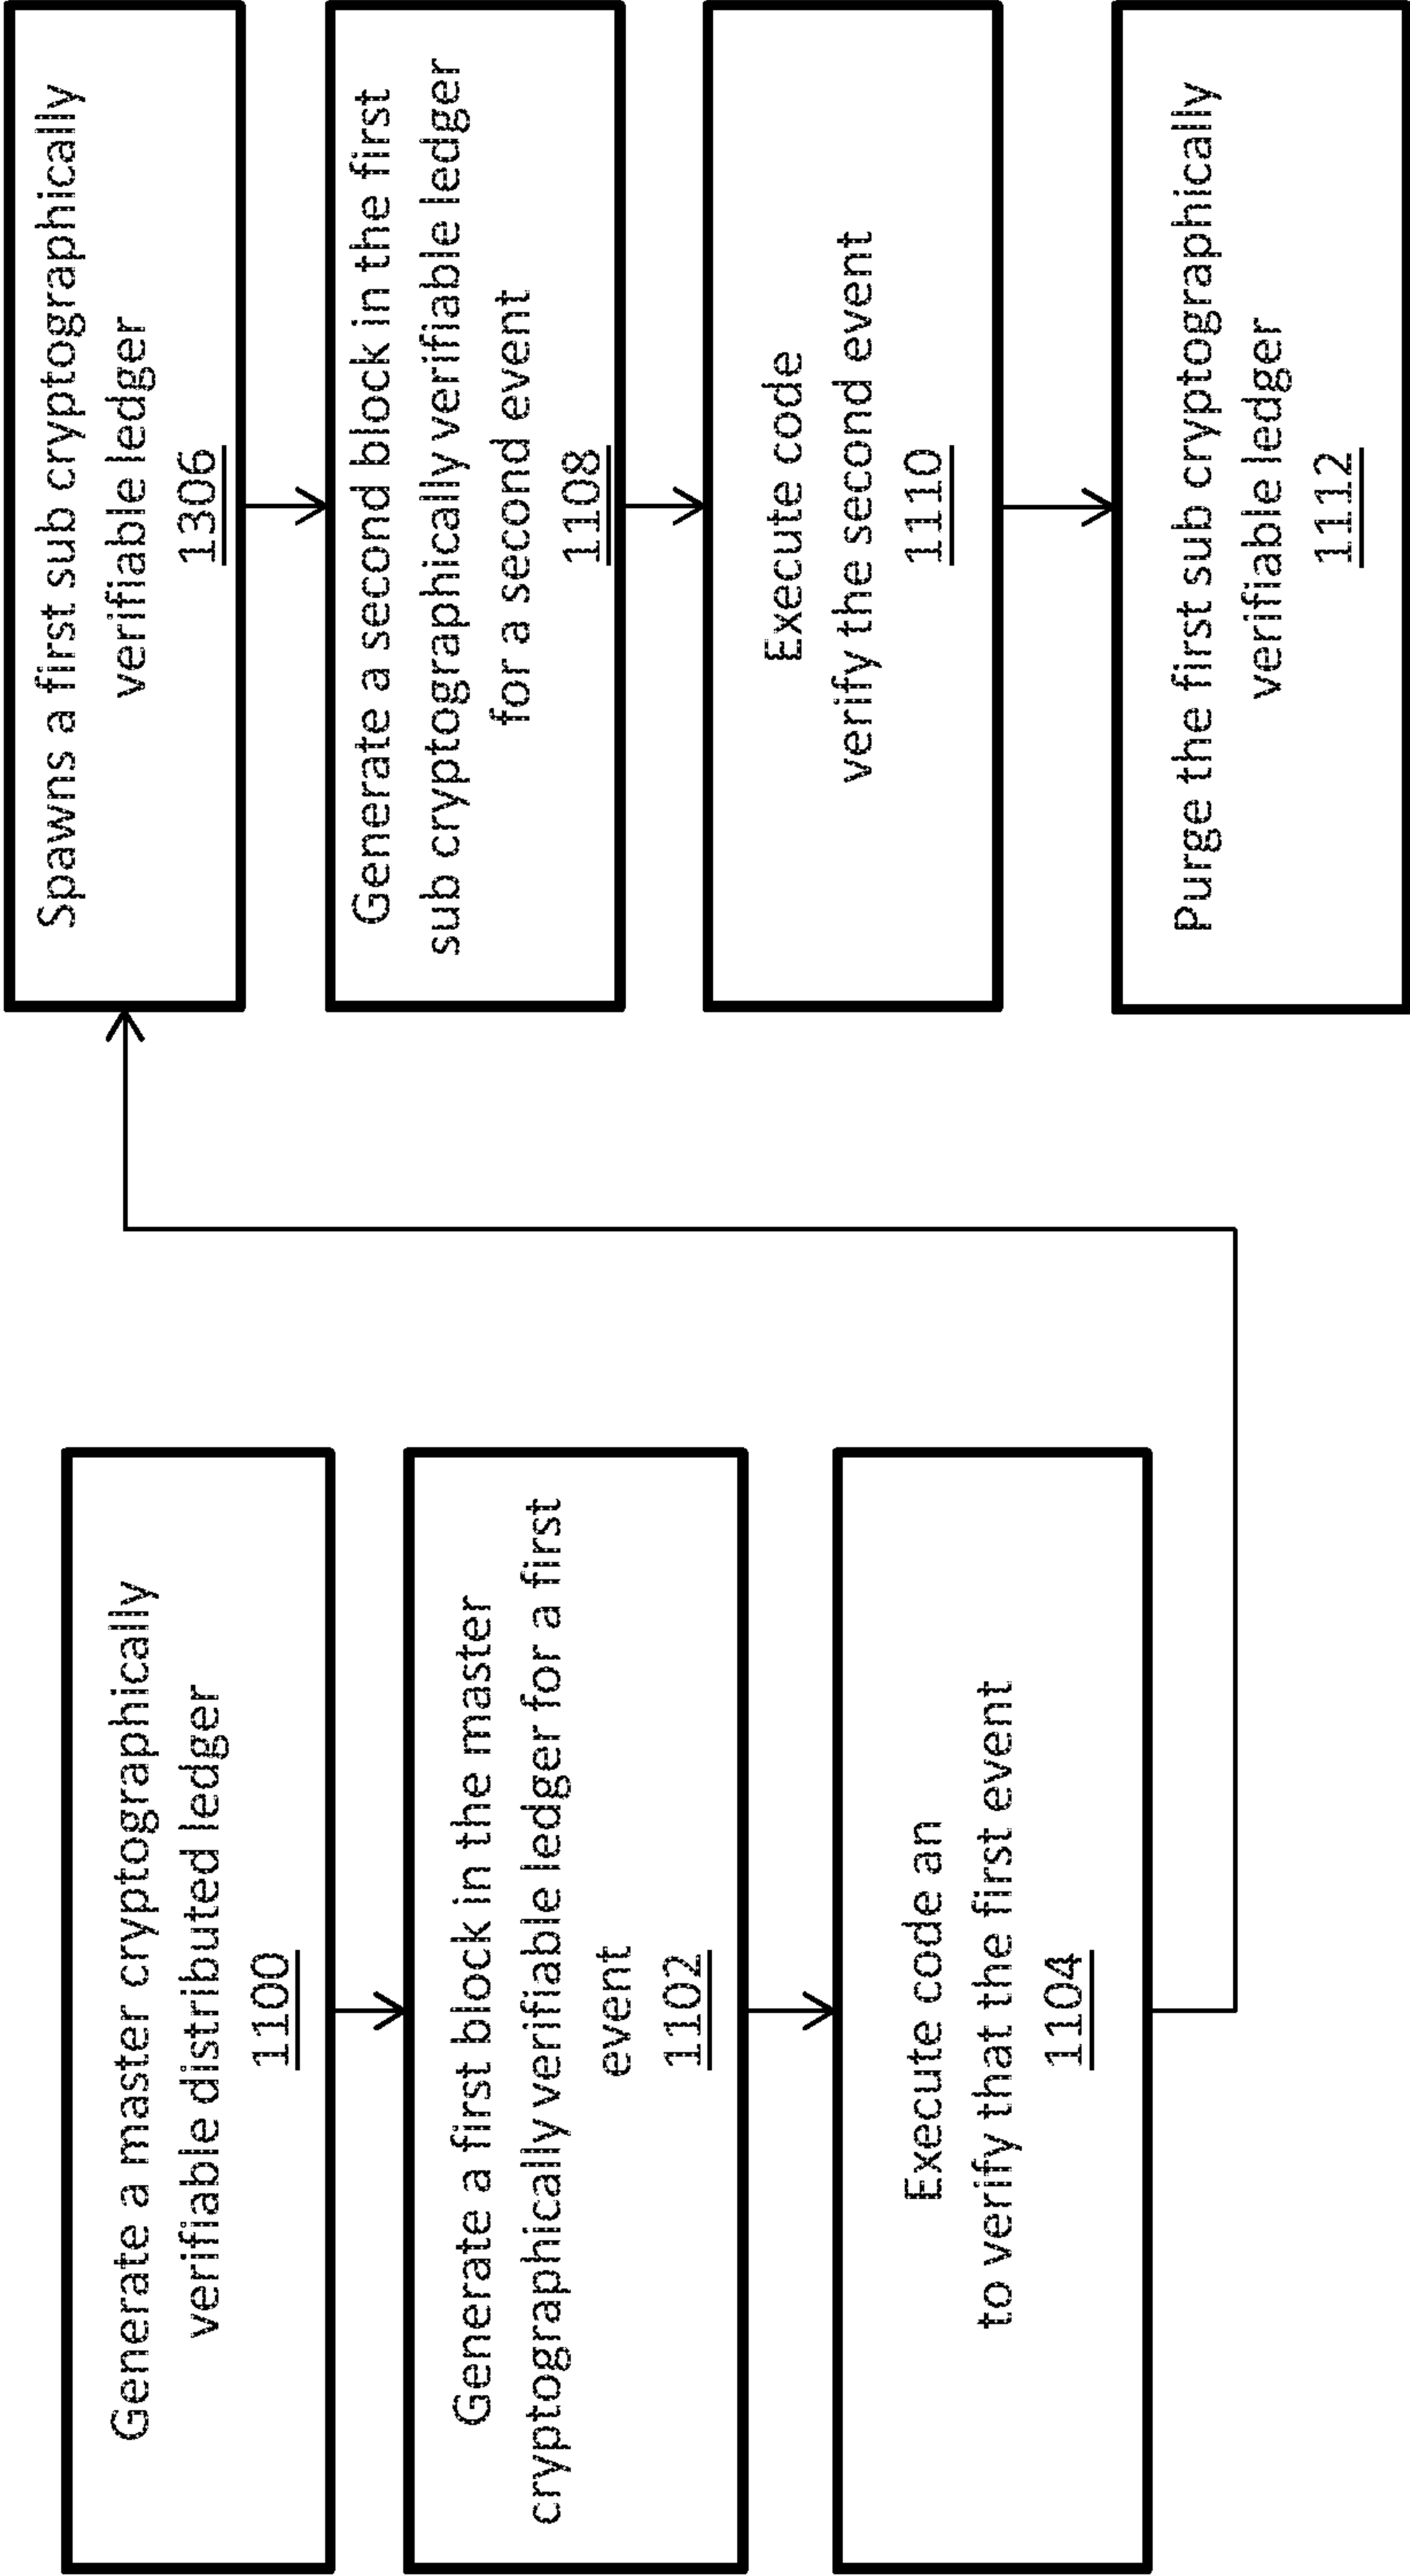 Generate a master cryptographically
verifiable distributed ledger
1100
Generate a first block in the master
cryptographically verifiable ledger for a first
event
1102
Execute code an
to verify that the first event
1104
Spawns a first sub cryptographically
verifiable ledger
1306
Generate a second block in the first
sub cryptographically verifiable ledger
for a second event
1108
Execute code
verify the second event
1110
Purge the first sub cryptographically
verifiable ledger
1112